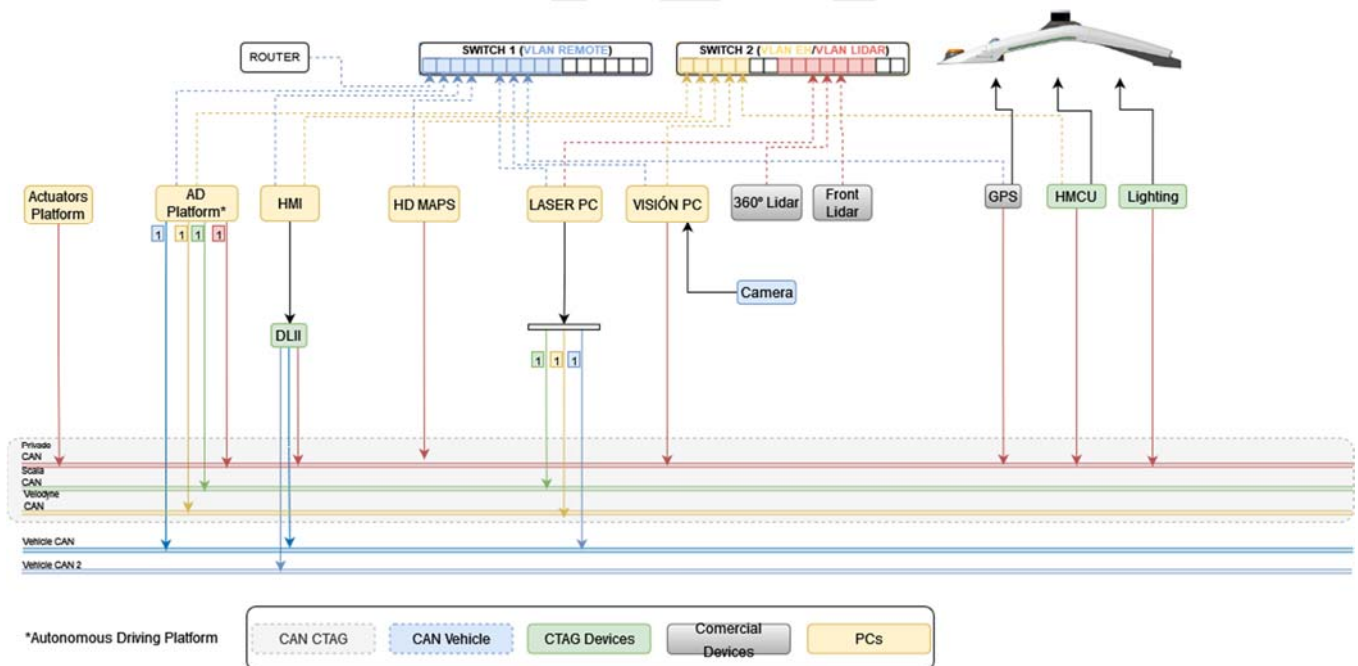 SWITCH 1 (VLAN REMOTE)
SWITCH 2 (VLAN EH/VLAN LIDAR)
ROUTER
Actuators
Platform
AD
Platform*
HMI
HD MAPS
LASER PC
VISIÓN PC
360º Lidar
Front
Lidar
GPS
HMCU
Lighting
1
1
1
1
Camera
DLII
1
1
1
Privado
CAN
Scala
CAN
Velodyne
CAN
Vehicle CAN
Vehicle CAN 2
*Autonomous Driving Platform
CAN CTAG
CAN Vehicle
CTAG Devices
Comercial
Devices
PCs